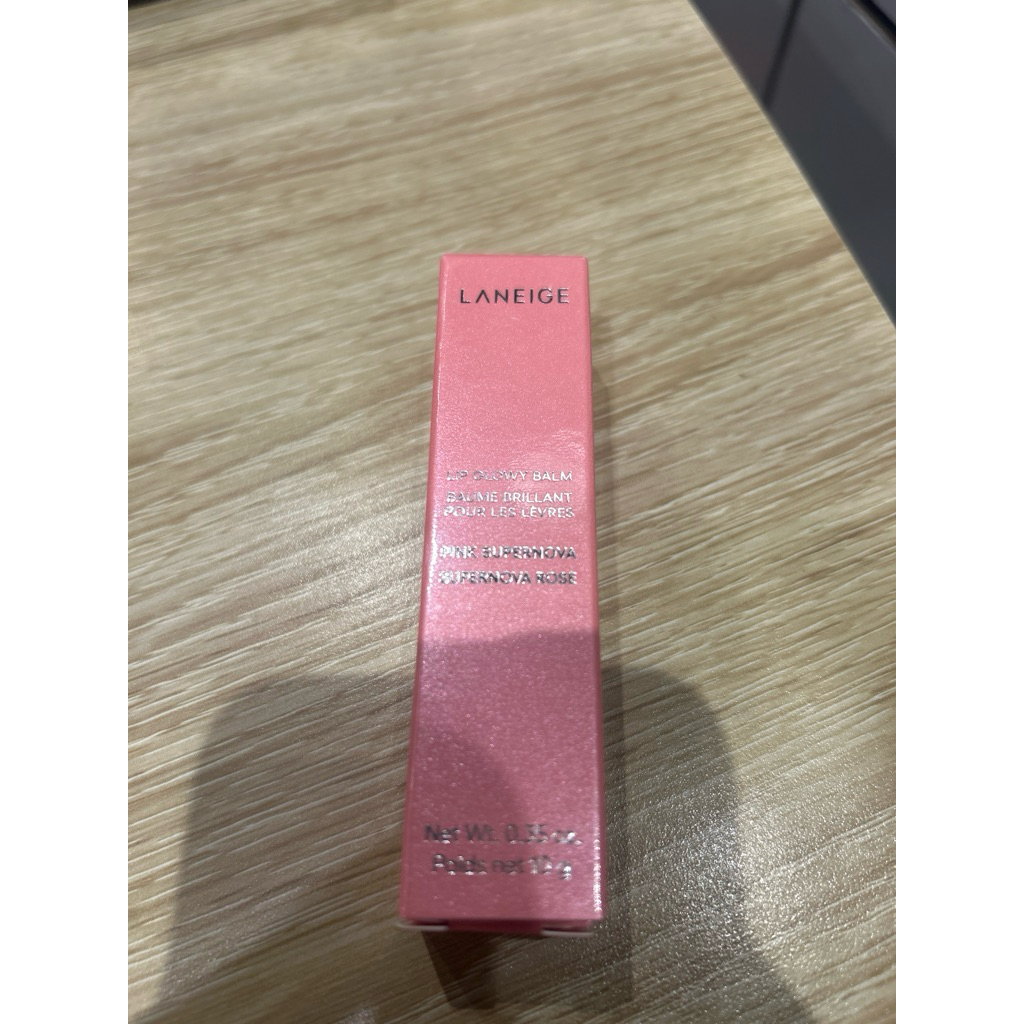 LANEIGE
LIP GLOWY BALM
BAUME BRILLANT
POUR LES LÈVRES
PINK SUPERNOVA
SUPERNOVA ROSE
Net Wt. 0.35 oz.
Poids net 10 g